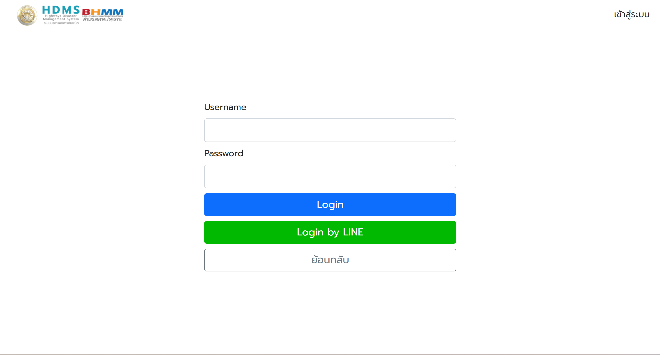 HDMS
BHMM
เข้าสู่ระบบ
Username
Password
Login
Login by LINE
ย้อนกลับ